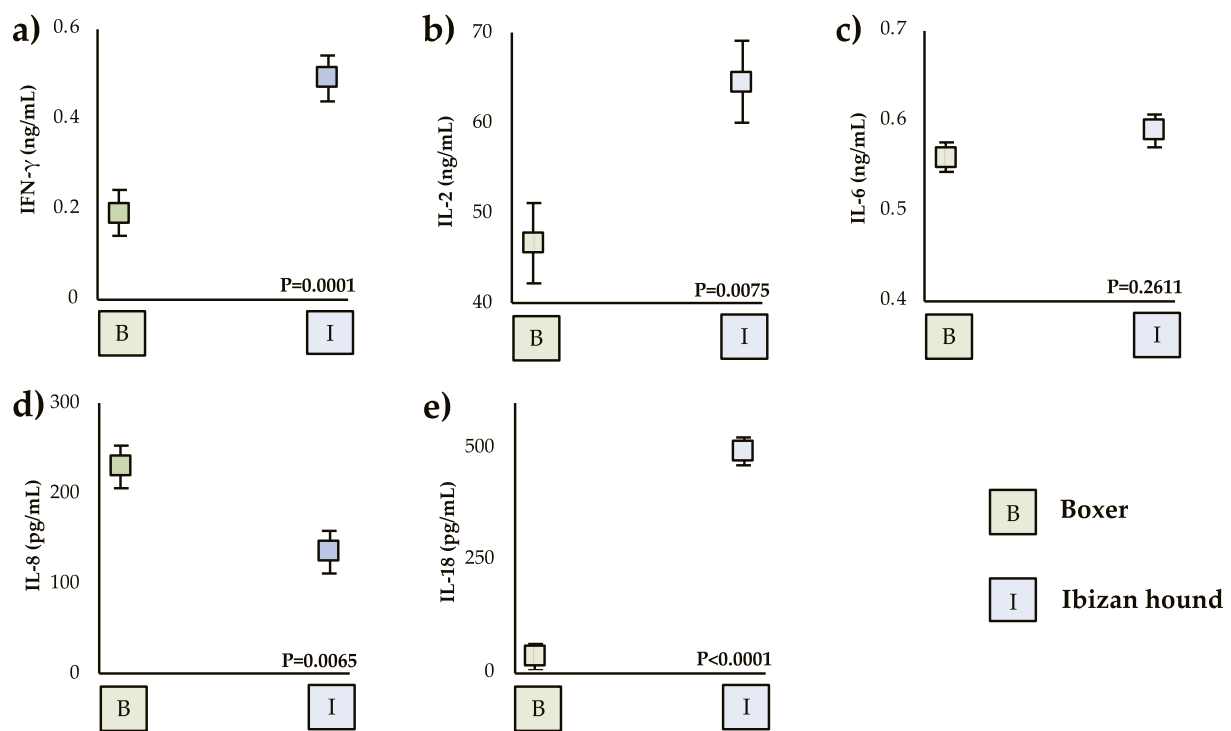 a)
0.6
0.4
0.2
0
IFN-γ (ng/mL)
P=0.0001
B
I
b)
70
60
50
40
IL-2 (ng/mL)
P=0.0075
B
I
c)
0.7
0.6
0.5
0.4
IL-6 (ng/mL)
P=0.2611
B
I
d)
300
200
100
0
IL-8 (pg/mL)
P=0.0065
B
I
e)
500
250
0
IL-18 (pg/mL)
P<0.0001
B
I
B Boxer
I Ibizan hound